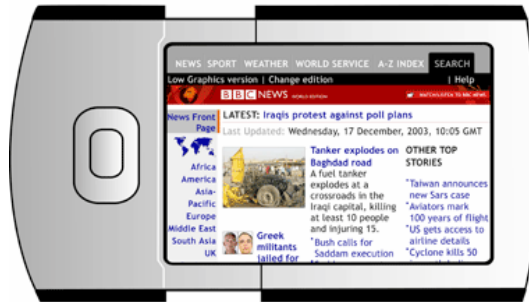 NEWS SPORT WEATHER WORLD SERVICE A-Z INDEX SEARCH
Low Graphics version | Change edition | Help
BBC NEWS WORLD EDITION WATCH/LISTEN TO BBC NEWS
News Front Page
Africa
America
Asia-
Pacific
Europe
Middle East
South Asia
UK
LATEST: Iraqis protest against poll plans
Last Updated: Wednesday, 17 December, 2003, 10:05 GMT
Tanker explodes on
Baghdad road
A fuel tanker
explodes at a
crossroads in the
Iraqi capital, killing
at least 10 people
and injuring 15.
Bush calls for
Saddam execution
Greek
militants
jailed for
OTHER TOP
STORIES
Taiwan announces
new Sars case
Aviators mark
100 years of flight
US gets access to
airline details
Cyclone kills 50